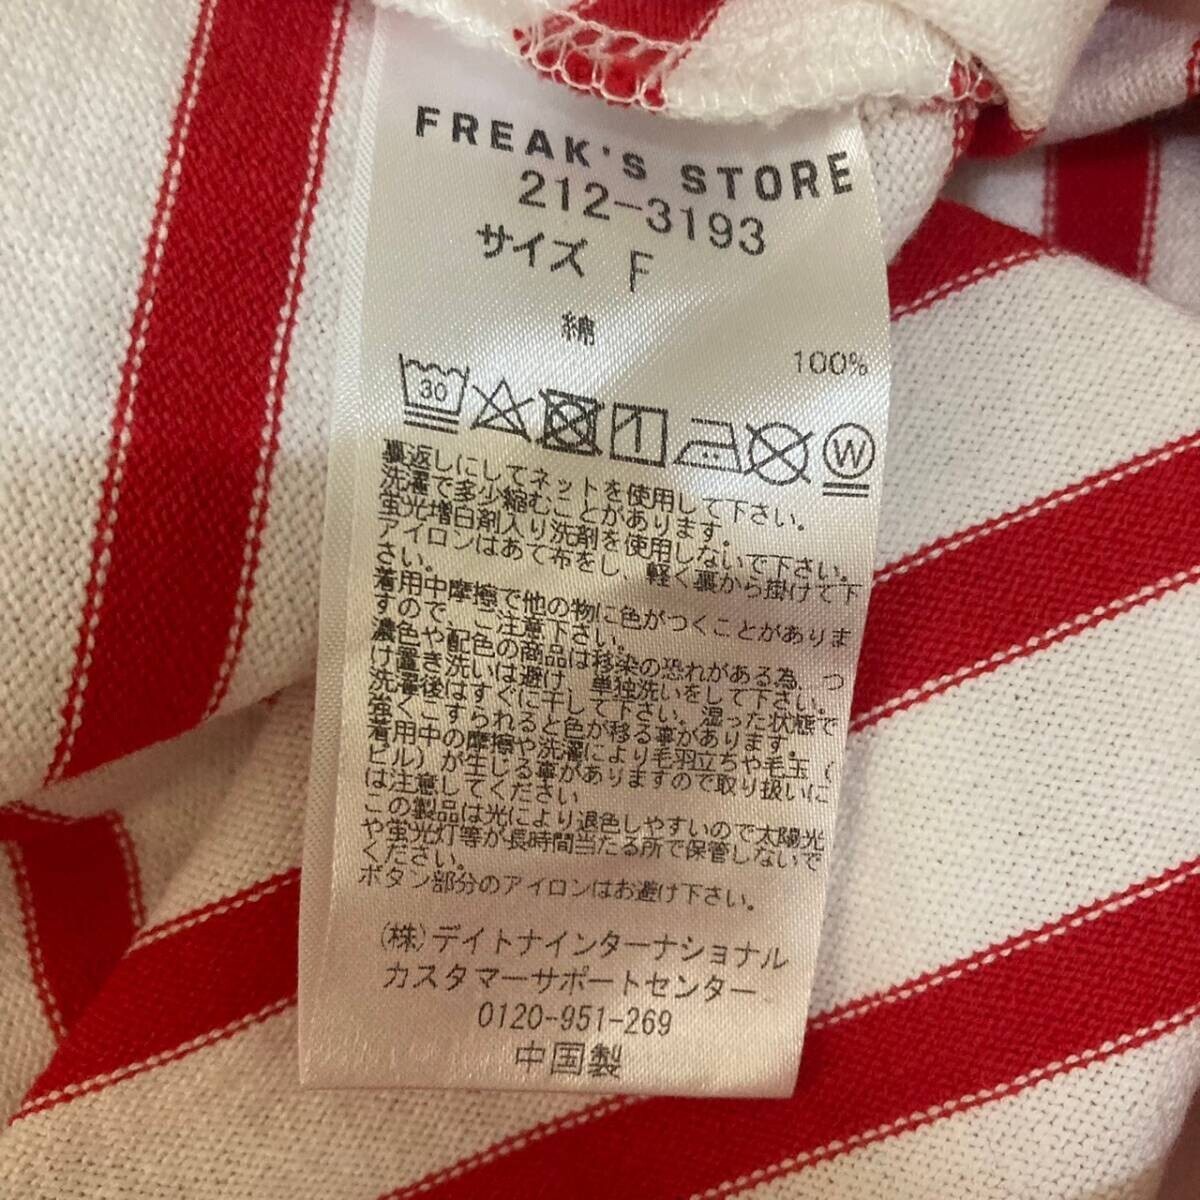 FREAK'S STORE
212-3193
サイズ F
綿
100%
30
W
裏返しにしてネットを使用して下さい。
洗濯で多少縮むことがあります。
蛍光増白剤入り洗剤を使用しないで下さい。
アイロンはあて布をし、軽く裏から掛けて下
さい。
着用中摩擦で他の物に色がつくことがありま
すので、ご注意下さい。
濃色や配色の商品は移染の恐れがある為、つ
け置き洗いは避け、単独洗いをして下さい。
洗濯後はすぐに干して下さい。湿った状態で
強くこすられると色が移る事があります。
着用中の摩擦や洗濯により毛羽立ちや毛玉(
ピル)が生じる事がありますので取り扱いに
は注意してください
この製品は光により退色しやすいので太陽光
や蛍光灯等が長時間当たる所で保管しないで
ください。
ボタン部分のアイロンはお避け下さい。
(株)デイトナインターナショナル
カスタマーサポートセンター
0120-951-269
中国製